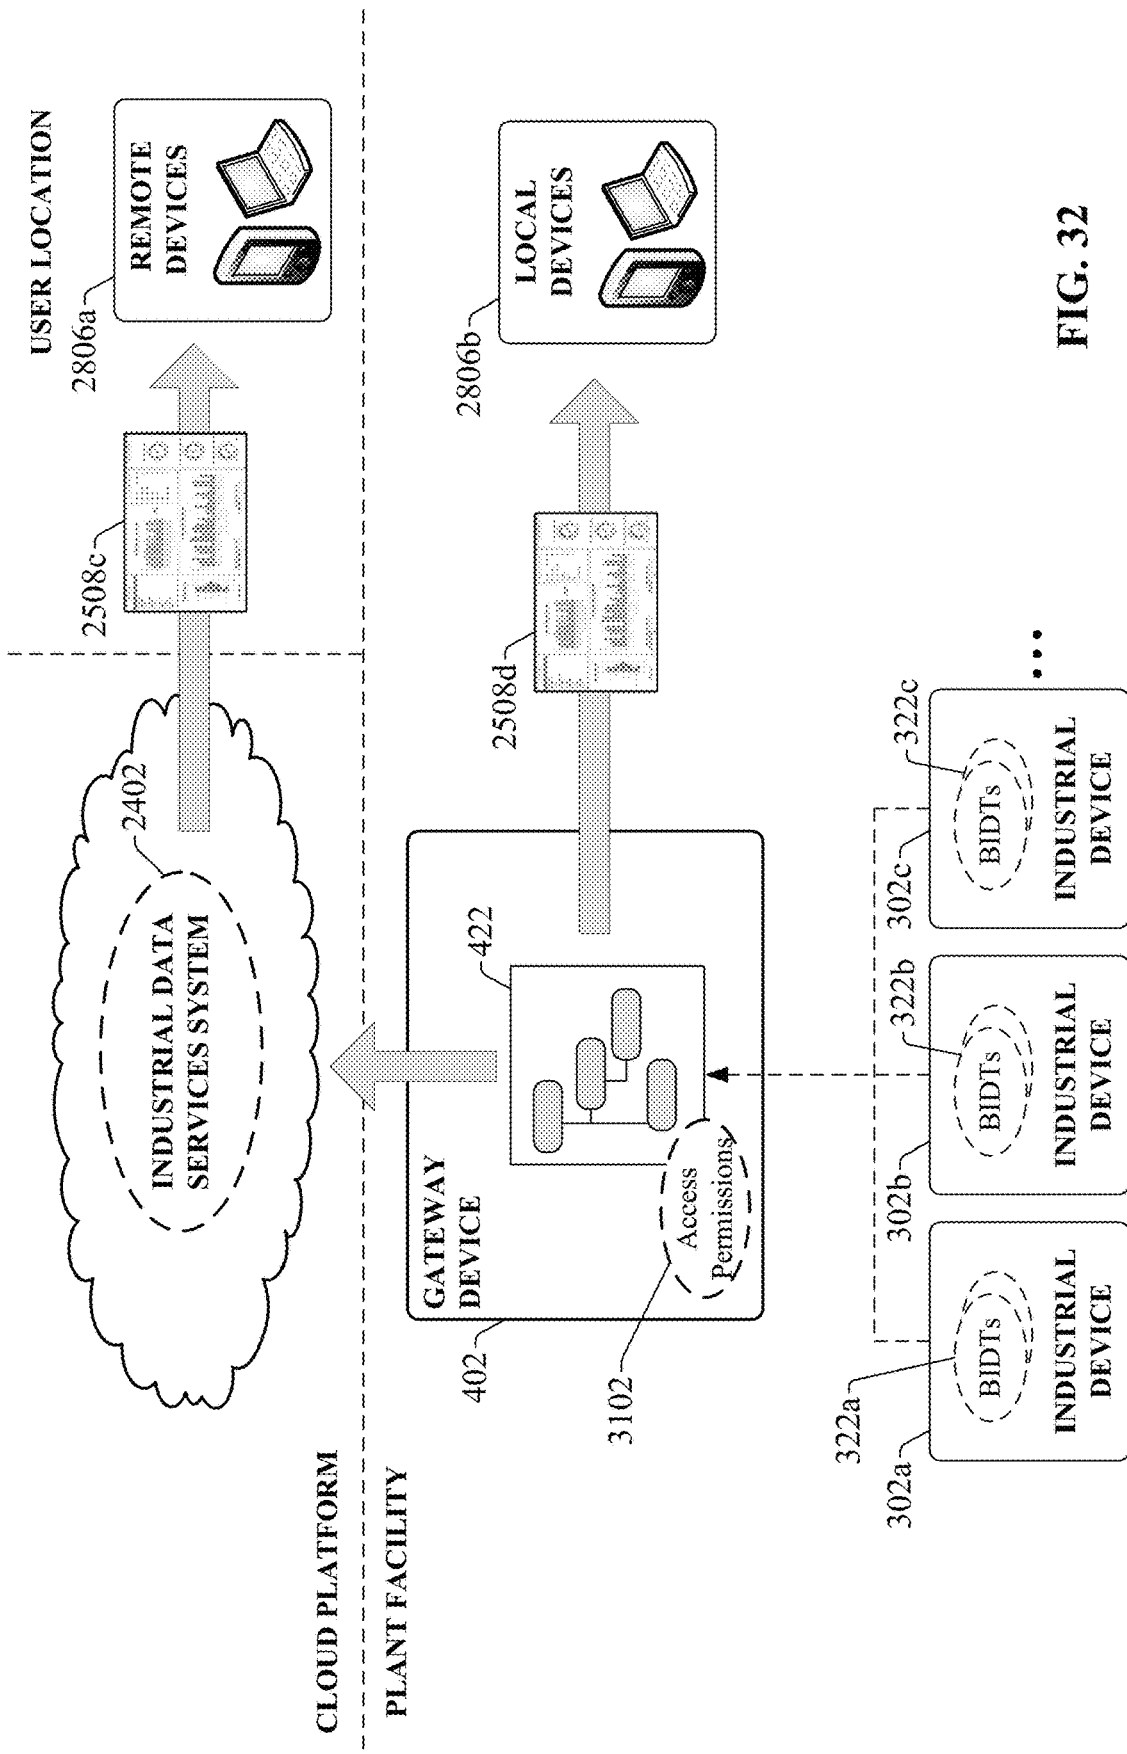 USER LOCATION
2806a
REMOTE
DEVICES
2508c
2402
INDUSTRIAL DATA
SERVICES SYSTEM
CLOUD PLATFORM
PLANT FACILITY
2806b
LOCAL
DEVICES
2508d
422
GATEWAY
DEVICE
402
Access
Permissions
3102
322a
302a
BIDTs
INDUSTRIAL
DEVICE
322b
302b
BIDTs
INDUSTRIAL
DEVICE
322c
302c
BIDTs
INDUSTRIAL
DEVICE
...
FIG. 32